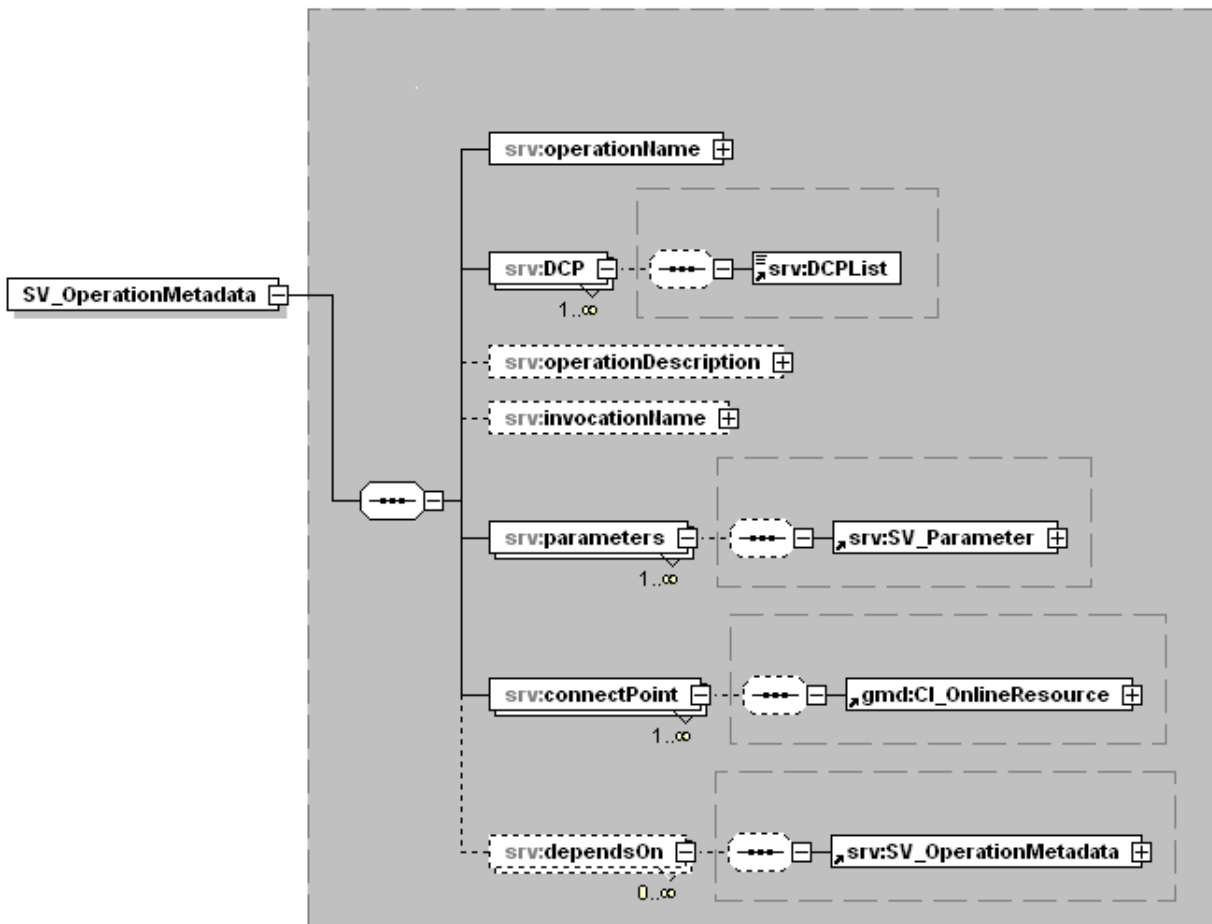 srv:operationName
srv:DCP
srv:DCPList
1..∞
SV_OperationMetadata
srv:operationDescription
srv:invocationName
srv:parameters
srv:SV_Parameter
1..∞
srv:connectPoint
gmd:CI_OnlineResource
1..∞
srv:dependsOn
srv:SV_OperationMetadata
0..∞